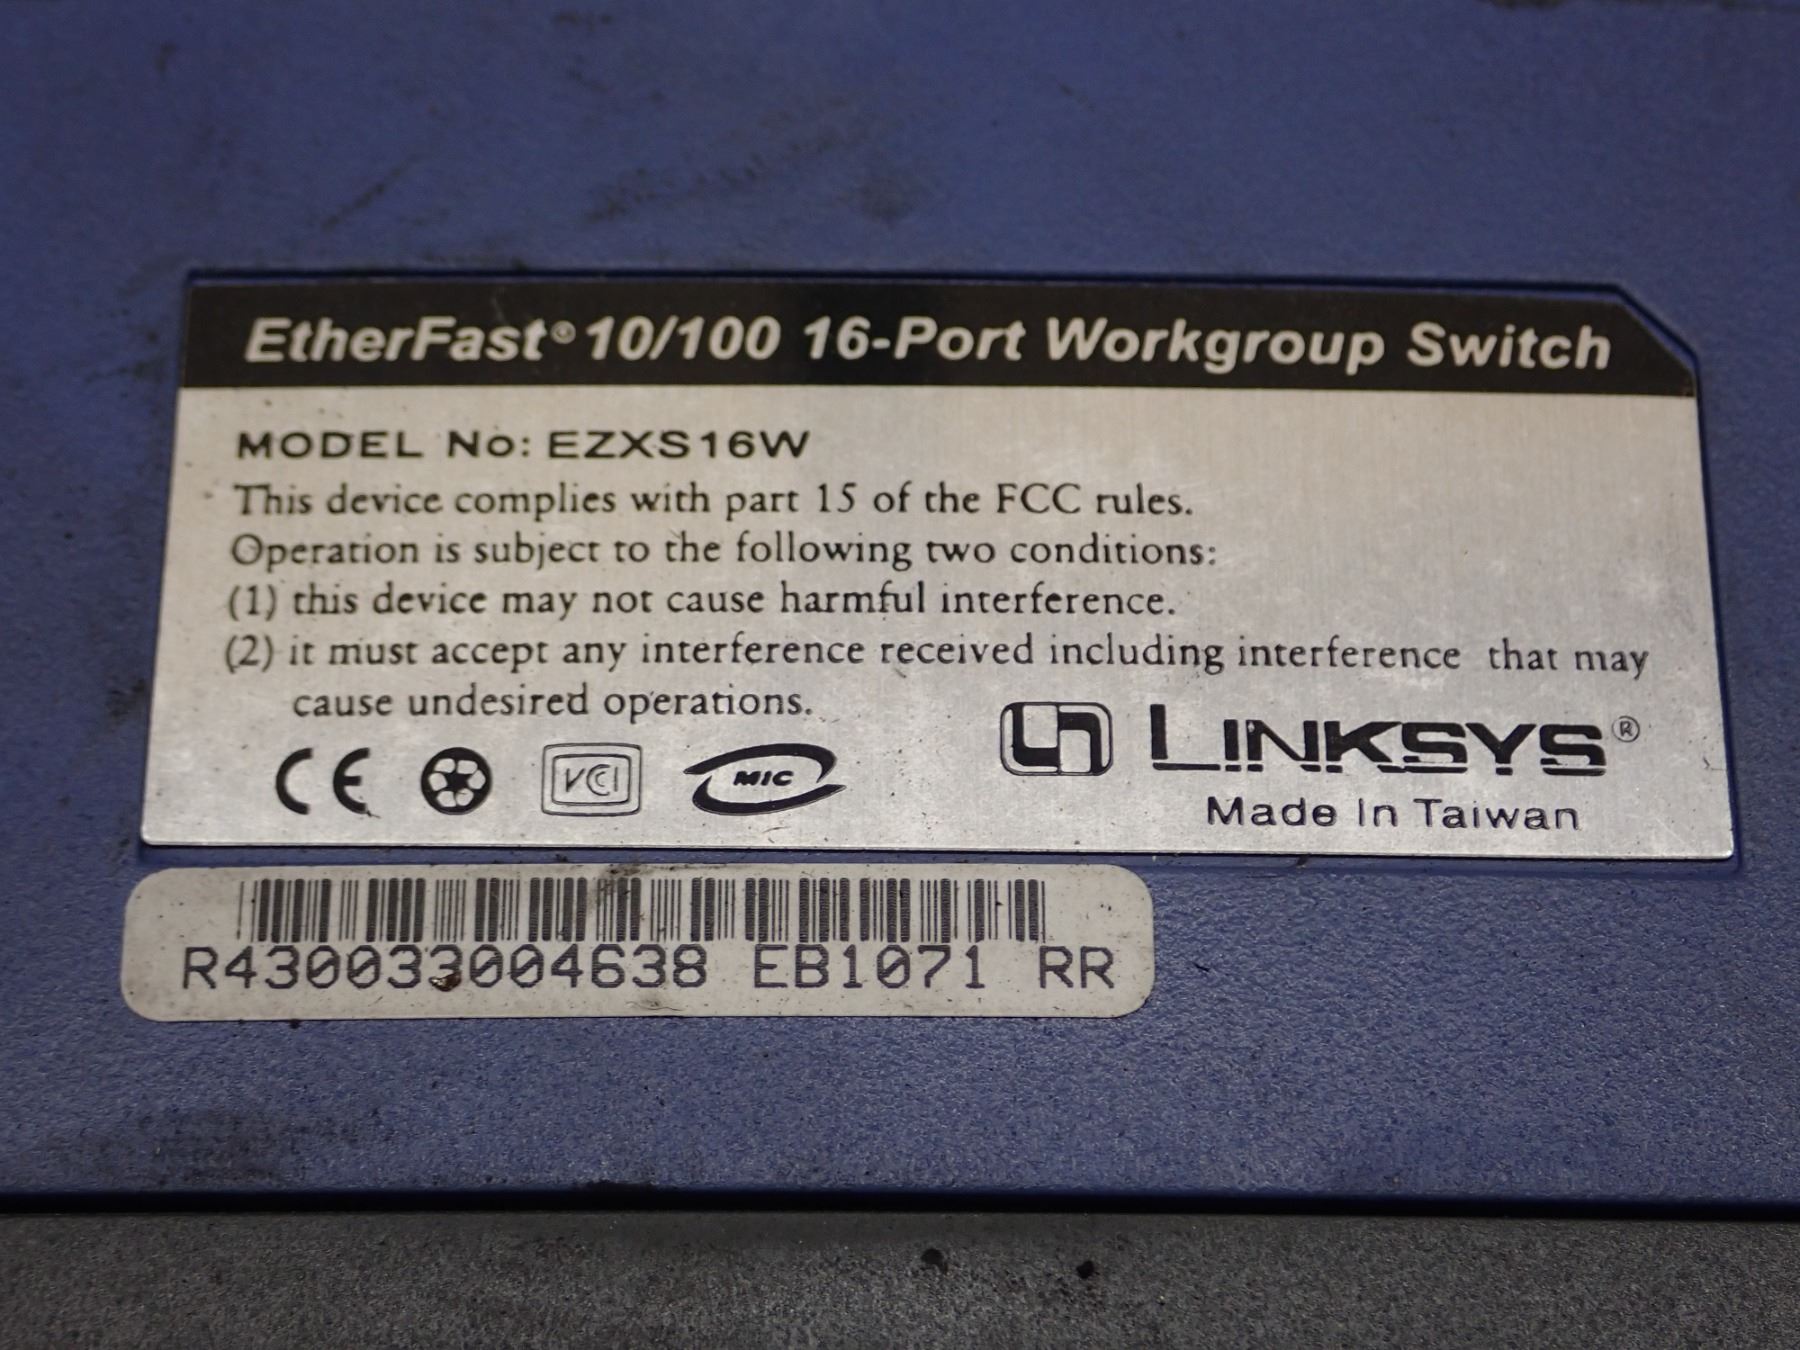 EtherFast® 10/100 16-Port Workgroup Switch
MODEL No: EZXS16W
This device complies with part 15 of the FCC rules.
Operation is subject to the following two conditions:
(1) this device may not cause harmful interference.
(2) it must accept any interference received including interference that may
cause undesired operations.
CE VCI MIC
LINKSYS®
Made In Taiwan
R430033004638 EB1071 RR